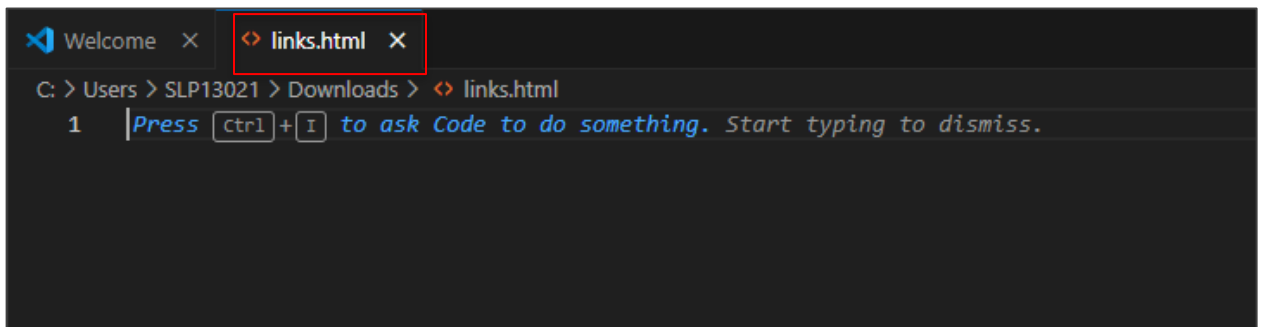 Welcome × <> links.html ×
C: > Users > SLP13021 > Downloads > <> links.html
1 Press Ctrl+I to ask Code to do something. Start typing to dismiss.